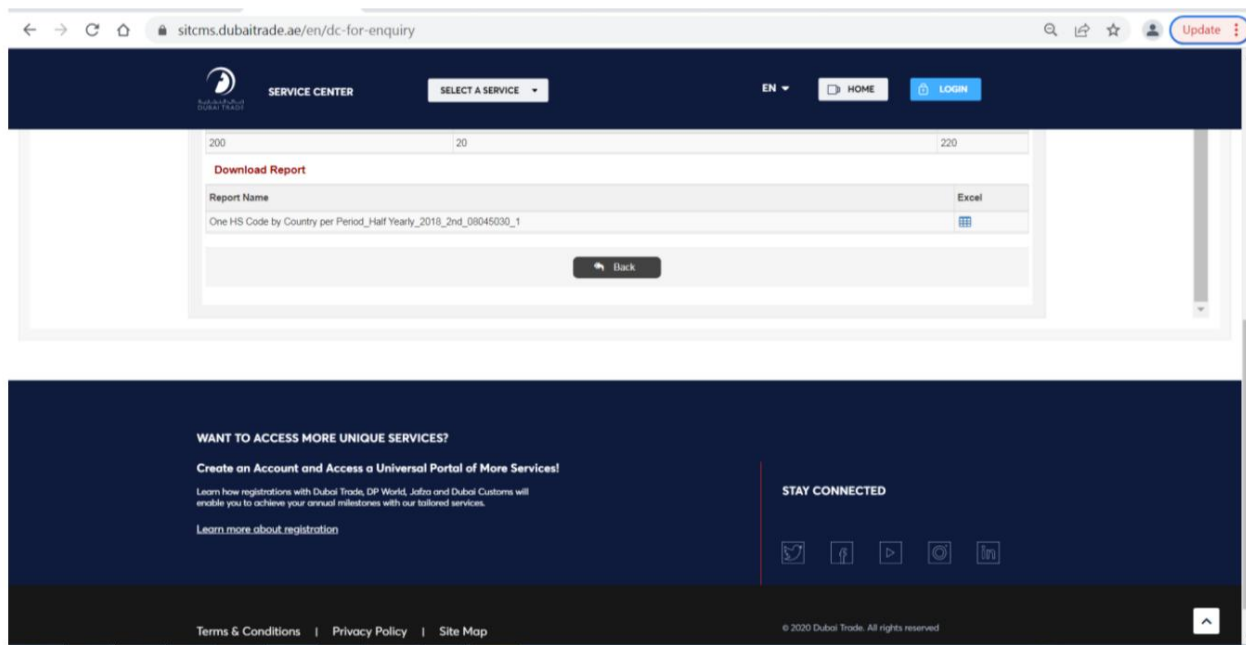 sitcms.dubaitrade.ae/en/dc-for-enquiry
Update
DUBAI TRADE
SERVICE CENTER
SELECT A SERVICE
EN
HOME
LOGIN
200 20 220
Download Report
Report Name Excel
One HS Code by Country per Period_Half Yearly_2018_2nd_08045030_1
Back
WANT TO ACCESS MORE UNIQUE SERVICES?
Create an Account and Access a Universal Portal of More Services!
Learn how registrations with Dubai Trade, DP World, Jafza and Dubai Customs will
enable you to achieve your annual milestones with our tailored services.
Learn more about registration
STAY CONNECTED
Terms & Conditions | Privacy Policy | Site Map
© 2020 Dubai Trade. All rights reserved